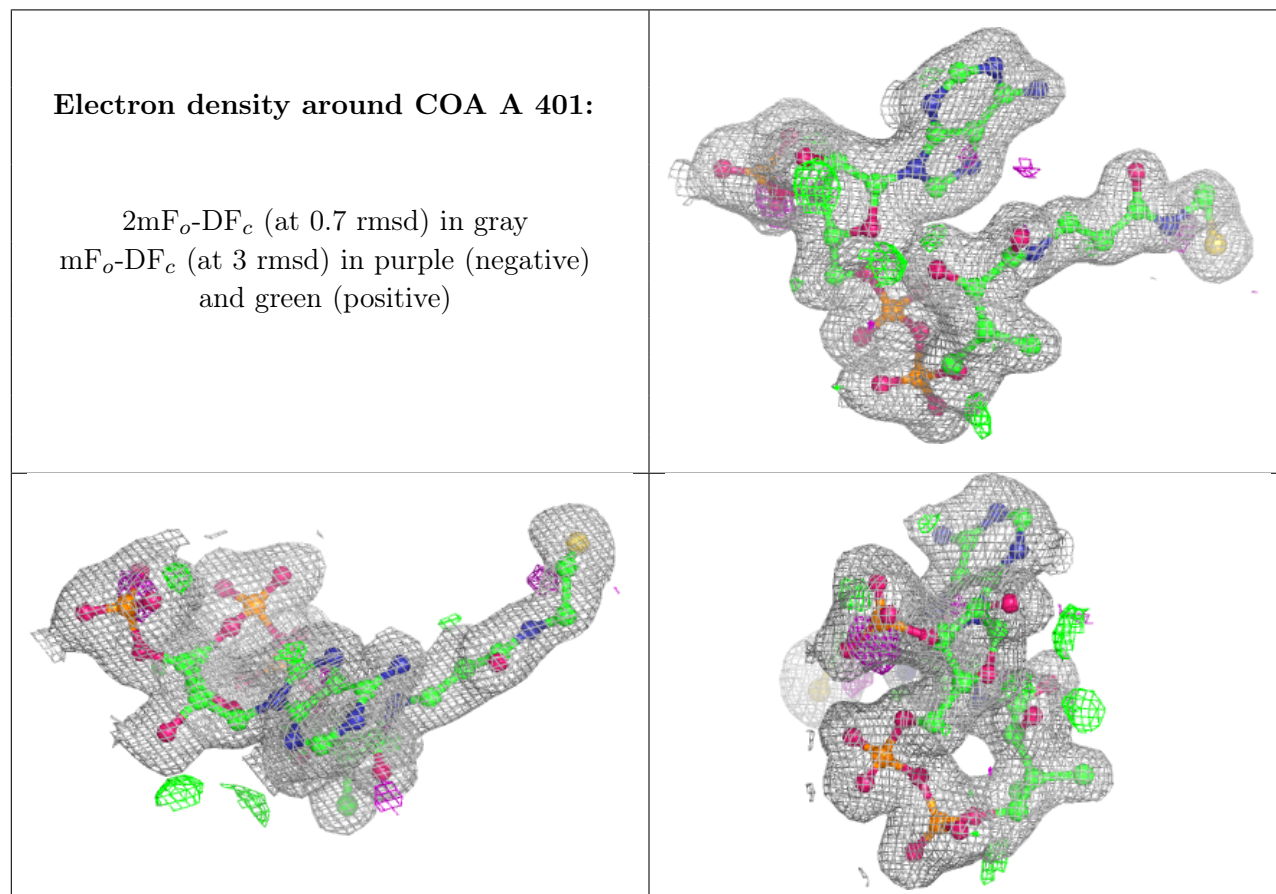 Electron density around COA A 401:
2mFₒ-DF𝒸 (at 0.7 rmsd) in gray
mFₒ-DF𝒸 (at 3 rmsd) in purple (negative)
and green (positive)